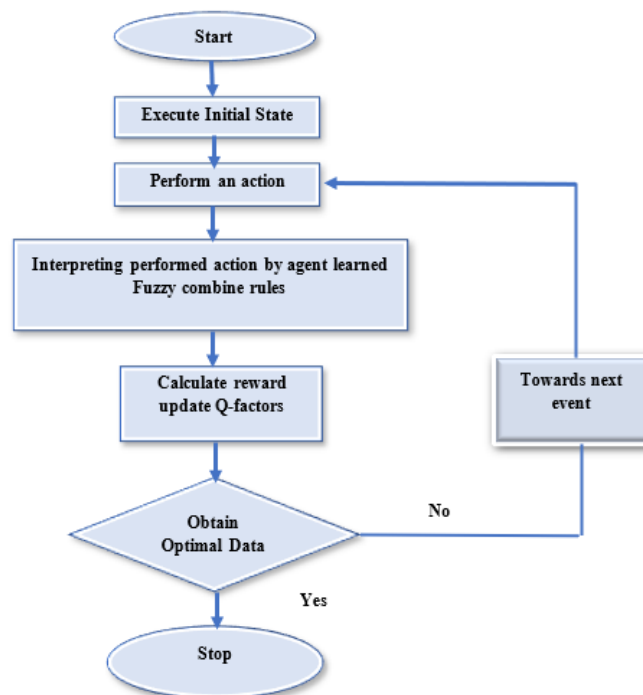 Start
Execute Initial State
Perform an action
Interpreting performed action by agent learned
Fuzzy combine rules
Calculate reward
update Q-factors
Towards next
event
Obtain
Optimal Data
No
Yes
Stop